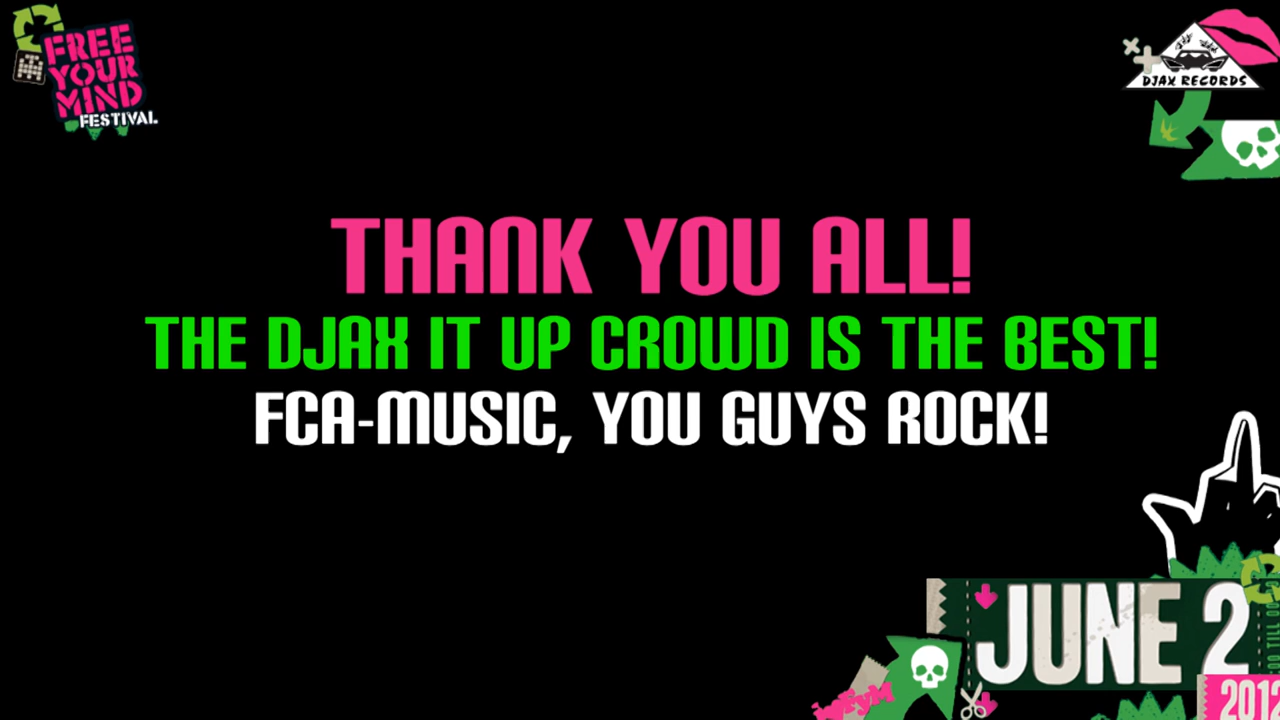 FREE
YOUR
MIND
FESTIVAL
DJAX RECORDS
THANK YOU ALL!
THE DJAX IT UP CROWD IS THE BEST!
FCA-MUSIC, YOU GUYS ROCK!
JUNE 2
2012